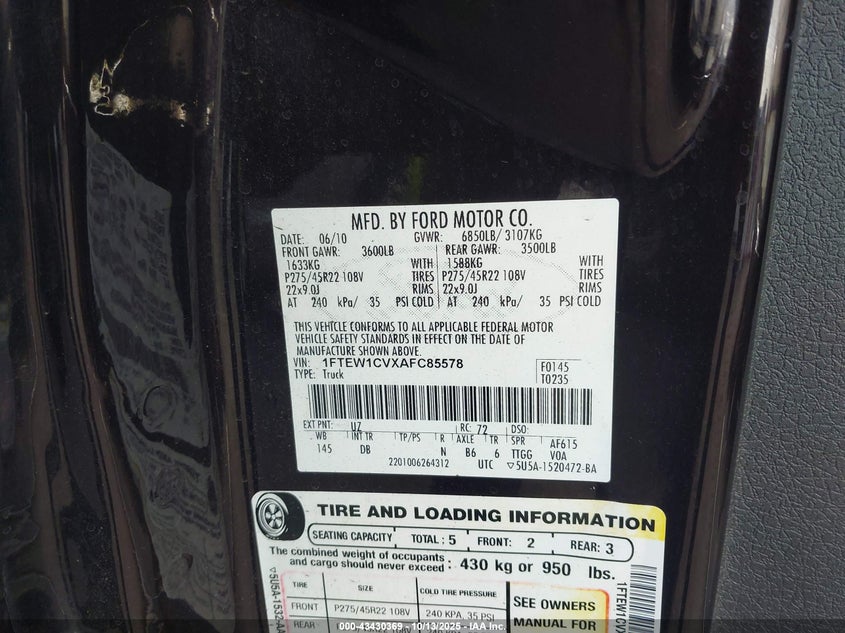 MFD. BY FORD MOTOR CO.
DATE: 06/10 GVWR: 6850LB/ 3107KG
FRONT GAWR: 3600LB REAR GAWR: 3500LB
1633KG WITH 1588KG WITH
P275/45R22 108V TIRES P275/45R22 108V TIRES
22x9.0J RIMS 22x9.0J RIMS
AT 240 kPa/ 35 PSI COLD AT 240 kPa/ 35 PSI COLD
THIS VEHICLE CONFORMS TO ALL APPLICABLE FEDERAL MOTOR
VEHICLE SAFETY STANDARDS IN EFFECT ON THE DATE OF
MANUFACTURE SHOWN ABOVE.
VIN: 1FTEW1CVXAFC85578 F0145
TYPE: Truck T0235
EXT PNT: UZ RC: 72 DSO:
WB INT TR TP/PS R AXLE TR SPR AF615
145 DB N B6 6 TTGG VOA
2201006264312 UTC ▽5U5A-1520472-BA
TIRE AND LOADING INFORMATION
SEATING CAPACITY TOTAL : 5 FRONT: 2 REAR: 3
The combined weight of occupants
and cargo should never exceed : 430 kg or 950 lbs.
TIRE SIZE COLD TIRE PRESSURE
FRONT P275/45R22 108V 240 KPA, 35 PSI
REAR
SEE OWNERS
MANUAL FOR
▽5U5A-1532-A
1FTEW1CV
000-43430369 - 10/13/2025 - IAA, Inc.